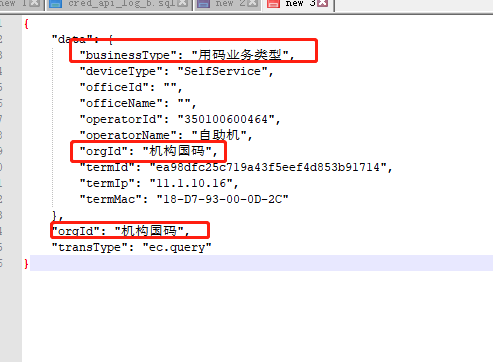 new 1 cred_api_log_b.sql new 2 new 3
{
"data": {
"businessType": "用码业务类型",
"deviceType": "SelfService",
"officeId": "",
"officeName": "",
"operatorId": "350100600464",
"operatorName": "自助机",
"orgId": "机构国码",
"termId": "ea98dfc25c719a43f5eef4d853b91714",
"termIp": "11.1.10.16",
"termMac": "18-D7-93-00-0D-2C"
},
"orgId": "机构国码",
"transType": "ec.query"
}